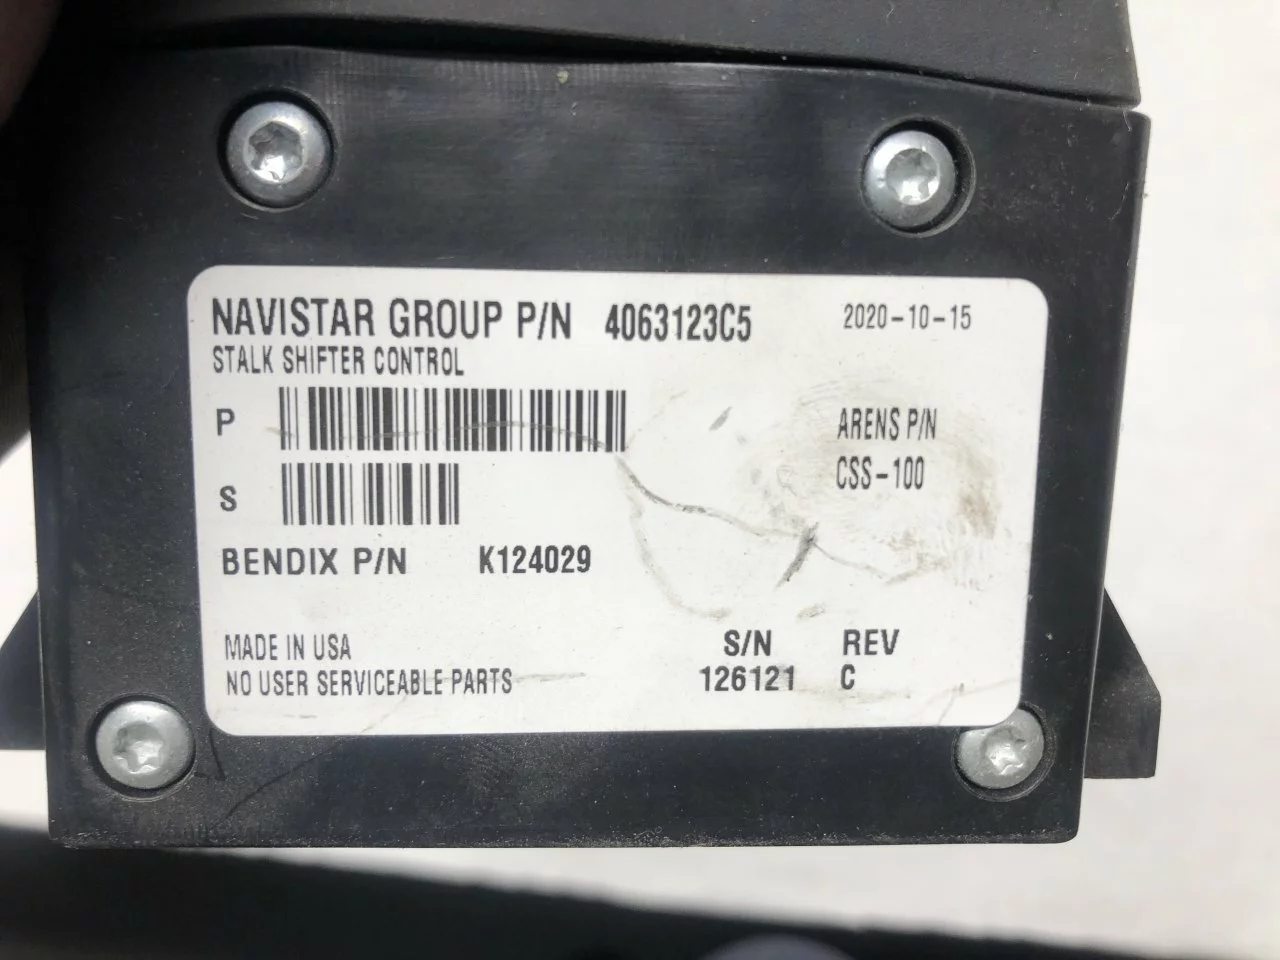 NAVISTAR GROUP P/N 4063123C5 2020-10-15
STALK SHIFTER CONTROL
P
ARENS P/N
CSS-100
S
BENDIX P/N K124029
MADE IN USA S/N REV
NO USER SERVICEABLE PARTS 126121 C